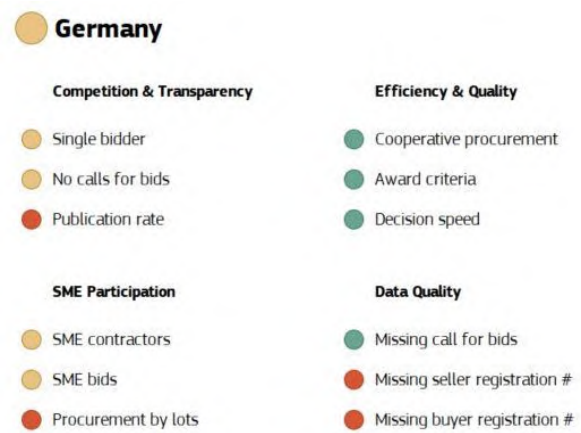 Germany
Competition & Transparency
Single bidder
No calls for bids
Publication rate
Efficiency & Quality
Cooperative procurement
Award criteria
Decision speed
SME Participation
SME contractors
SME bids
Procurement by lots
Data Quality
Missing call for bids
Missing seller registration #
Missing buyer registration #